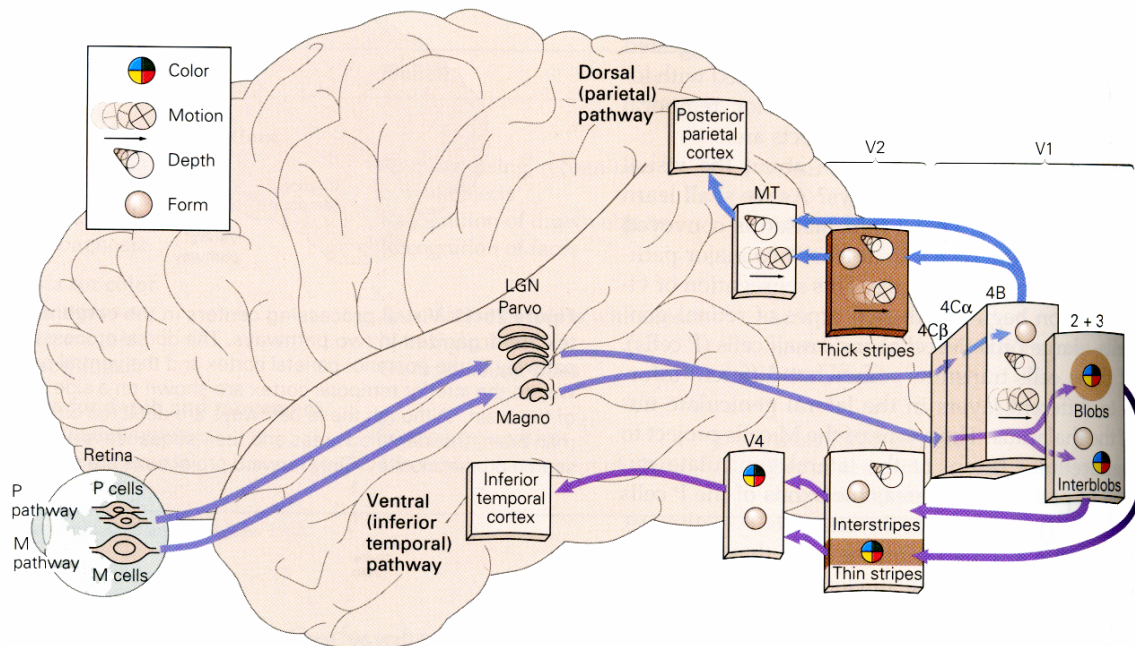 Color
Motion
Depth
Form
Dorsal
(parietal)
pathway
Posterior
parietal
cortex
V2
V1
MT
LGN
Parvo
Magno
Thick stripes
4Cβ
4Cα
4B
2 + 3
Blobs
Interblobs
Retina
P
pathway
P cells
M
pathway
M cells
Ventral
(inferior
temporal)
pathway
Inferior
temporal
cortex
V4
Interstripes
Thin stripes